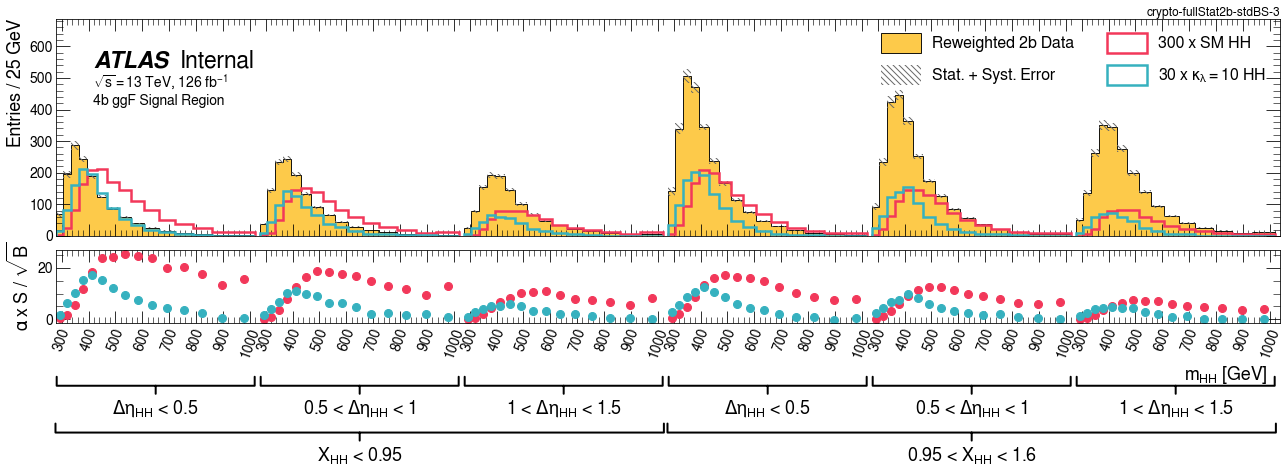 crypto-fullStat2b-stdBS-3
Entries / 25 GeV
600
500
400
300
200
100
0
ATLAS Internal
√s = 13 TeV, 126 fb⁻¹
4b ggF Signal Region
Reweighted 2b Data
300 x SM HH
Stat. + Syst. Error
30 x κλ = 10 HH
α x S / √B
20
0
300 400 500 600 700 800 900 1000 300 400 500 600 700 800 900 1000 300 400 500 600 700 800 900 1000 300 400 500 600 700 800 900 1000 300 400 500 600 700 800 900 1000 300 400 500 600 700 800 900 1000
mHH [GeV]
ΔηHH < 0.5 0.5 < ΔηHH < 1 1 < ΔηHH < 1.5 ΔηHH < 0.5 0.5 < ΔηHH < 1 1 < ΔηHH < 1.5
XHH < 0.95 0.95 < XHH < 1.6